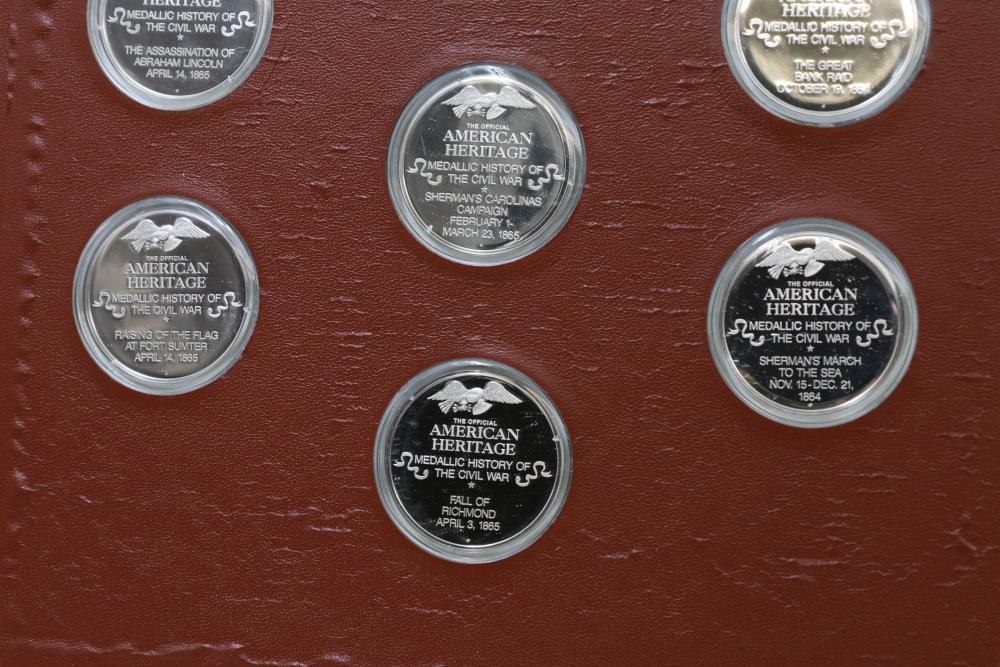 HERITAGE
MEDALLIC HISTORY OF
THE CIVIL WAR
THE ASSASSINATION OF
ABRAHAM LINCOLN
APRIL 14, 1865
AMERICAN
HERITAGE
MEDALLIC HISTORY OF
THE CIVIL WAR
THE GREAT
BANK RAID
OCTOBER 19, 1864
THE OFFICIAL
AMERICAN
HERITAGE
MEDALLIC HISTORY OF
THE CIVIL WAR
SHERMAN'S CAROLINAS
CAMPAIGN
FEBRUARY 1-
MARCH 23, 1865
THE OFFICIAL
AMERICAN
HERITAGE
MEDALLIC HISTORY OF
THE CIVIL WAR
RAISING OF THE FLAG
AT FORT SUMTER
APRIL 14, 1865
THE OFFICIAL
AMERICAN
HERITAGE
MEDALLIC HISTORY OF
THE CIVIL WAR
SHERMAN'S MARCH
TO THE SEA
NOV. 15-DEC. 21,
1864
THE OFFICIAL
AMERICAN
HERITAGE
MEDALLIC HISTORY OF
THE CIVIL WAR
FALL OF
RICHMOND
APRIL 3, 1865